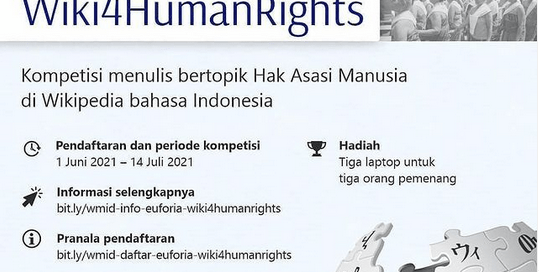 Wiki4HumanRights
Kompetisi menulis bertopik Hak Asasi Manusia
di Wikipedia bahasa Indonesia
Pendaftaran dan periode kompetisi
1 Juni 2021 – 14 Juli 2021
Hadiah
Tiga laptop untuk
tiga orang pemenang
Informasi selengkapnya
bit.ly/wmid-info-euforia-wiki4humanrights
Pranala pendaftaran
bit.ly/wmid-daftar-euforia-wiki4humanrights
ウィ